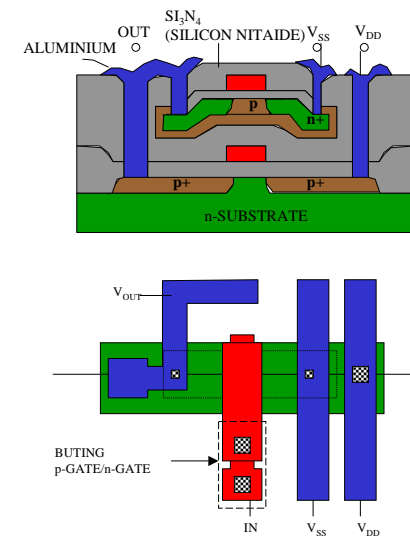 OUT
SI3N4
(SILICON NITAIDE)
VSS
VDD
ALUMINIUM
p
n+
p+
p+
n-SUBSTRATE
VOUT
BUTING
p-GATE/n-GATE
IN
VSS
VDD